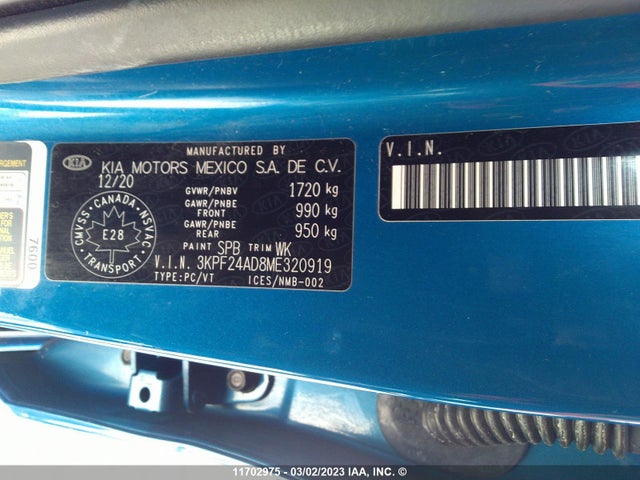 MANUFACTURED BY
KIA KIA MOTORS MEXICO S.A. DE C.V.
12/20
GVWR/PNBV 1720 kg
GAWR/PNBE FRONT 990 kg
GAWR/PNBE REAR 950 kg
PAINT SPB TRIM WK
V.I.N. 3KPF24AD8ME320919
TYPE:PC/VT ICES/NMB-002
CMVSS · CANADA · NSVAC
E28
TRANSPORT
V.I.N.
7600
11702975 - 03/02/2023 IAA, INC. ©